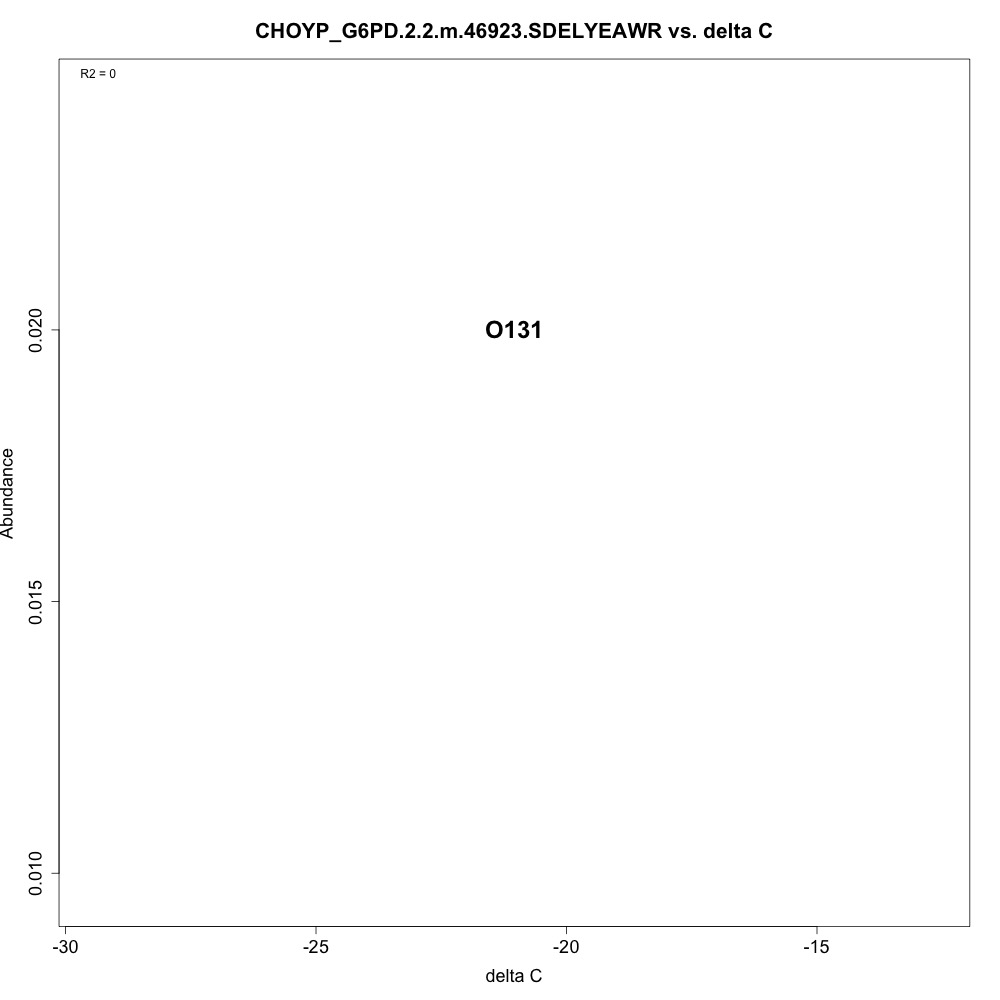 CHOYP_G6PD.2.2.m.46923.SDELYEAWR vs. delta C
R2 = 0
0.020
O131
Abundance
0.015
0.010
-30
-25
-20
-15
delta C